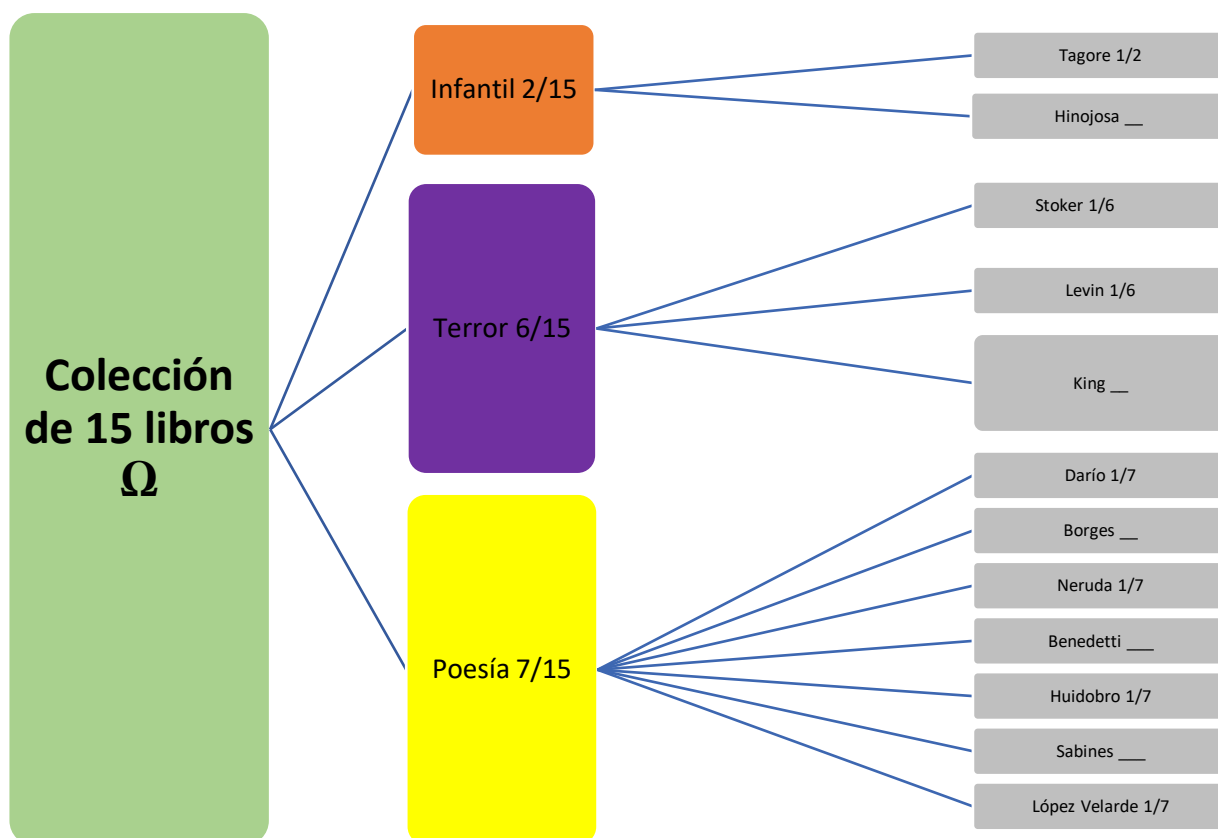 Colección
de 15 libros
Ω
Infantil 2/15
Terror 6/15
Poesía 7/15
Tagore 1/2
Hinojosa __
Stoker 1/6
Levin 1/6
King __
Darío 1/7
Borges __
Neruda 1/7
Benedetti ___
Huidobro 1/7
Sabines ___
López Velarde 1/7